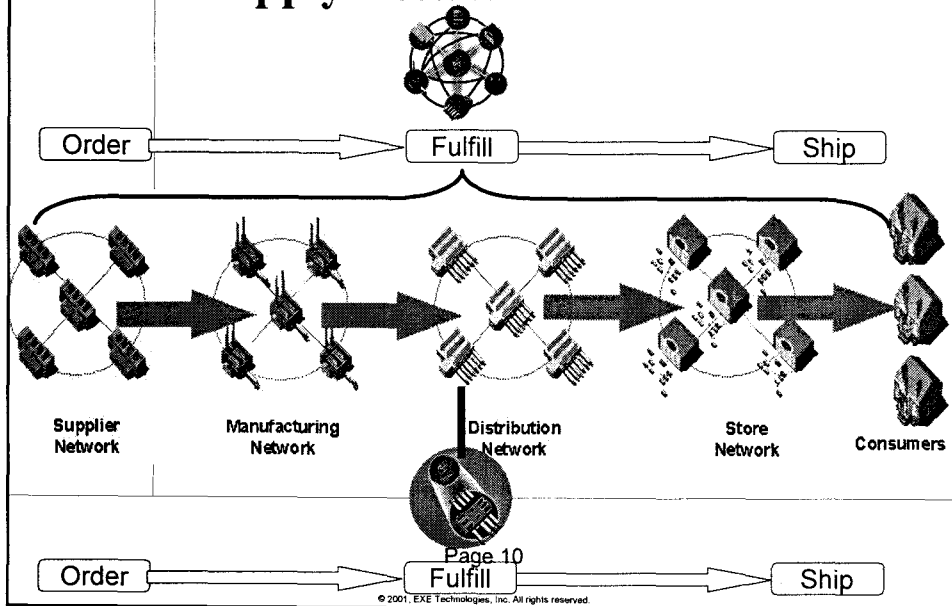 Order Fulfill Ship
Supplier Manufacturing Distribution Store Consumers
Network Network Network Network
Page 10
Order Fulfill Ship
© 2001, EXE Technologies, Inc. All rights reserved.